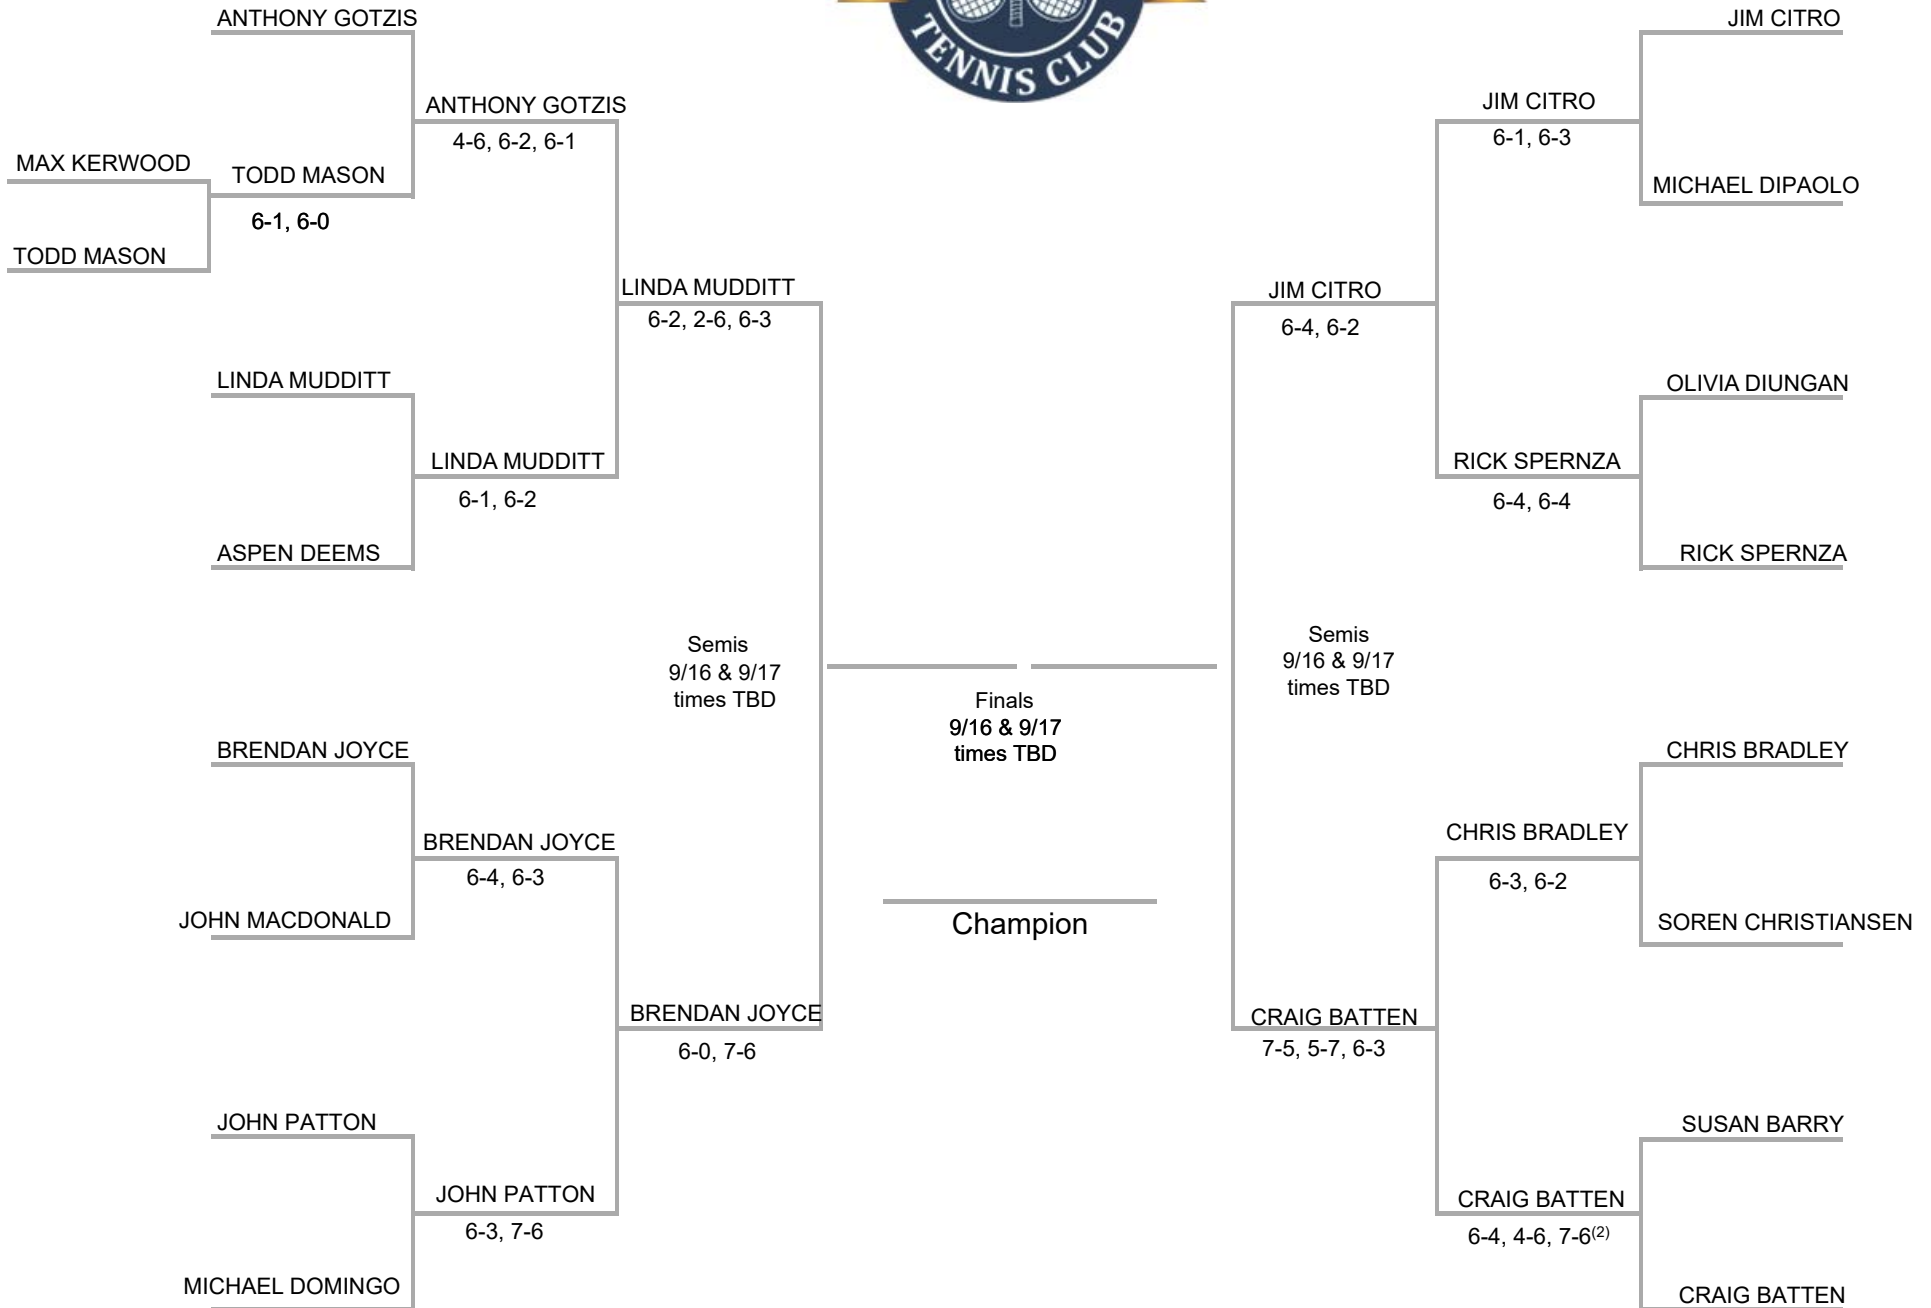 TENNIS CLUB
ANTHONY GOTZIS
ANTHONY GOTZIS
4-6, 6-2, 6-1
MAX KERWOOD
TODD MASON
6-1, 6-0
TODD MASON
LINDA MUDDITT
6-2, 2-6, 6-3
LINDA MUDDITT
LINDA MUDDITT
6-1, 6-2
ASPEN DEEMS
Semis
9/16 & 9/17
times TBD
BRENDAN JOYCE
BRENDAN JOYCE
6-4, 6-3
JOHN MACDONALD
BRENDAN JOYCE
6-0, 7-6
JOHN PATTON
JOHN PATTON
6-3, 7-6
MICHAEL DOMINGO
Finals
9/16 & 9/17
times TBD
Champion
JIM CITRO
JIM CITRO
6-1, 6-3
MICHAEL DIPAOLO
JIM CITRO
6-4, 6-2
OLIVIA DIUNGAN
RICK SPERNZA
6-4, 6-4
RICK SPERNZA
Semis
9/16 & 9/17
times TBD
CHRIS BRADLEY
CHRIS BRADLEY
6-3, 6-2
SOREN CHRISTIANSEN
CRAIG BATTEN
7-5, 5-7, 6-3
SUSAN BARRY
CRAIG BATTEN
6-4, 4-6, 7-6(2)
CRAIG BATTEN